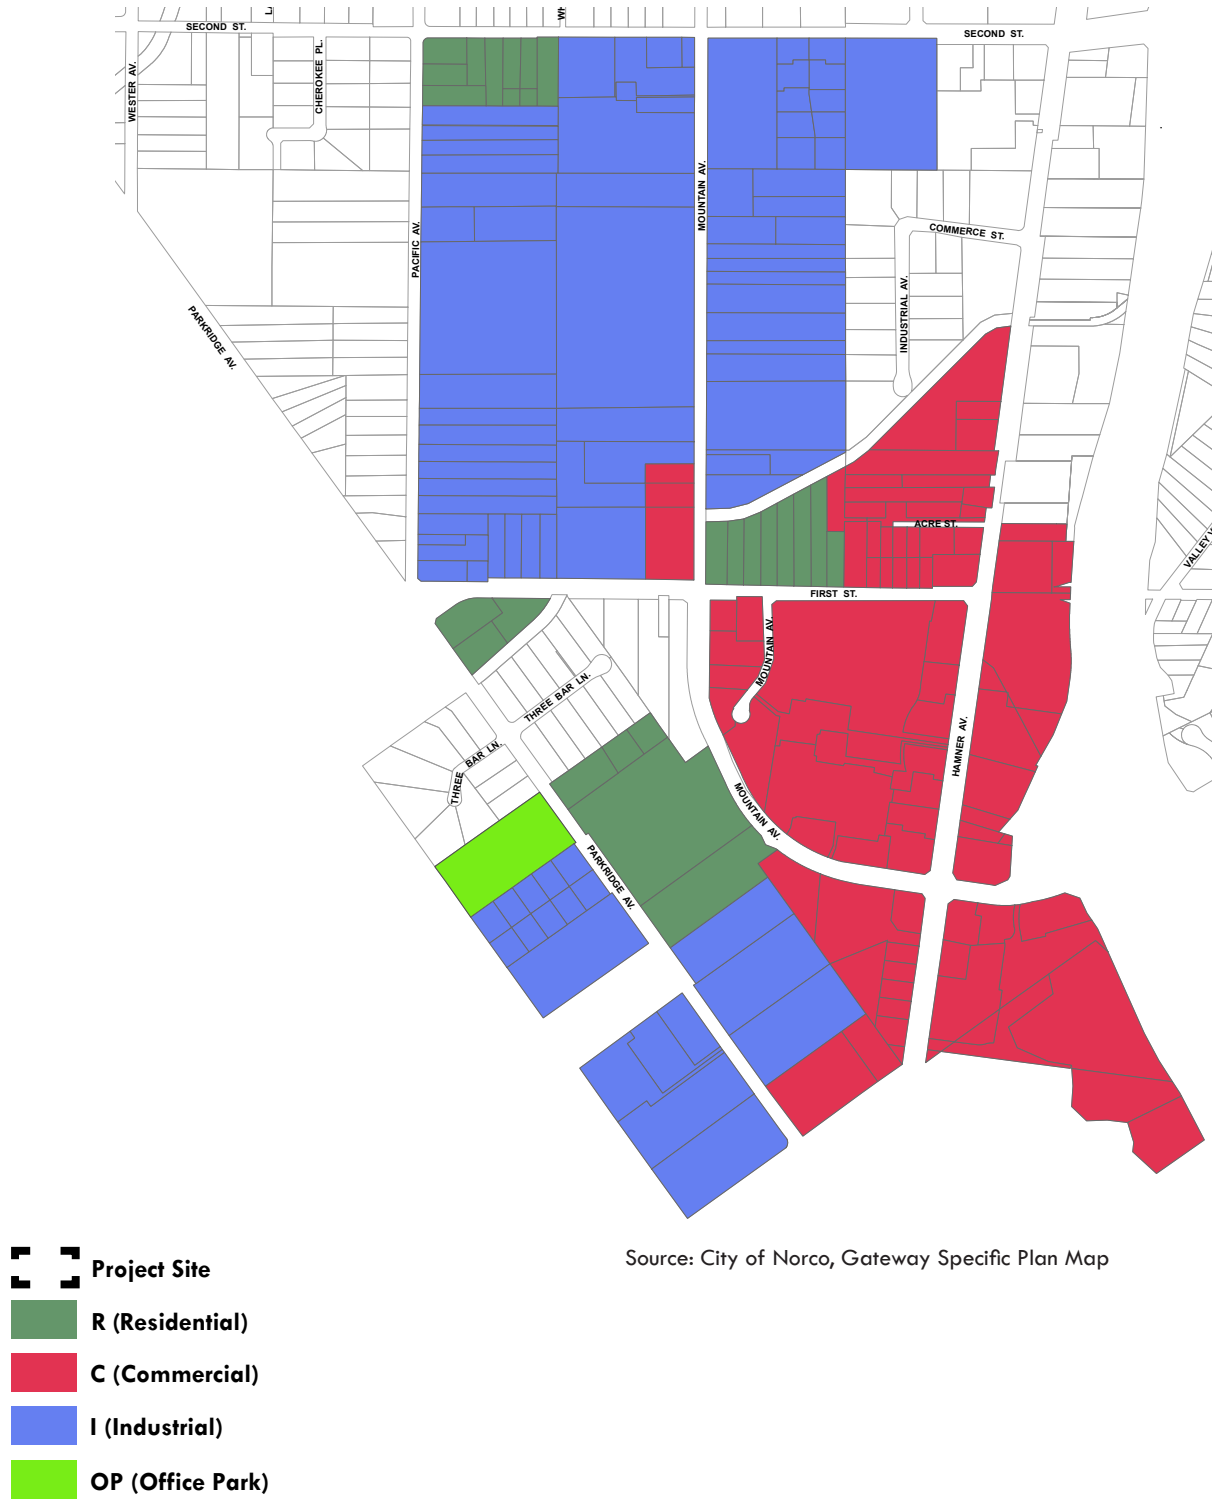 SECOND ST.
SECOND ST.
WESTER AV.
CHEROKEE PL.
MOUNTAIN AV.
PACIFIC AV.
COMMERCE ST.
INDUSTRIAL AV.
PARKRIDGE AV.
ACRE ST.
FIRST ST.
MOUNTAIN AV.
THREE BAR LN.
HAMNER AV.
THREE BAR LN.
MOUNTAIN AV.
PARKRIDGE AV.
VALLEY
Source: City of Norco, Gateway Specific Plan Map
Project Site
R (Residential)
C (Commercial)
I (Industrial)
OP (Office Park)